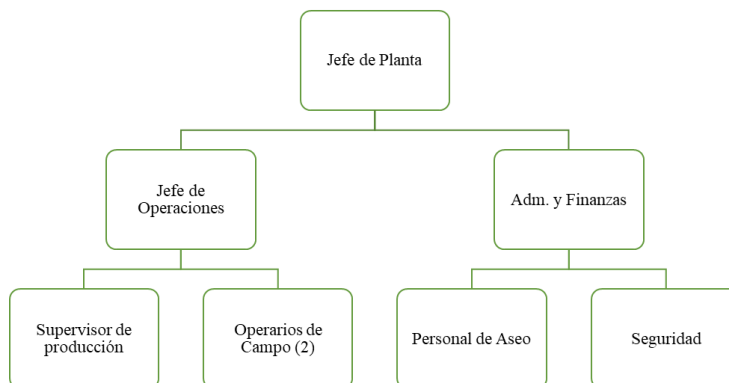 Jefe de Planta
Jefe de
Operaciones
Adm. y Finanzas
Supervisor de
producción
Operarios de
Campo (2)
Personal de Aseo
Seguridad